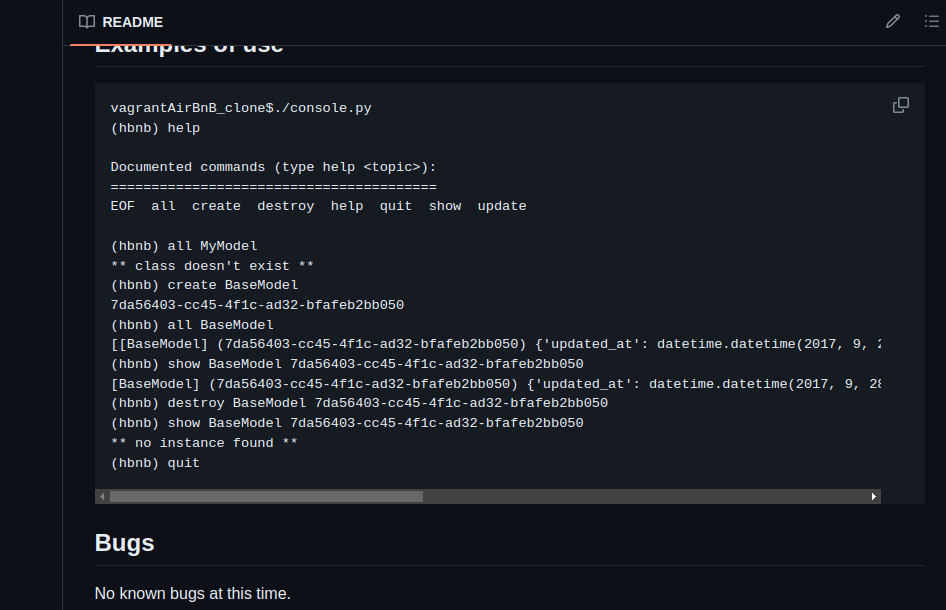 README
Examples of use
vagrantAirBnB_clone$./console.py
(hbnb) help
Documented commands (type help <topic>):
========================================
EOF  all  create  destroy  help  quit  show  update
(hbnb) all MyModel
** class doesn't exist **
(hbnb) create BaseModel
7da56403-cc45-4f1c-ad32-bfafeb2bb050
(hbnb) all BaseModel
[[BaseModel] (7da56403-cc45-4f1c-ad32-bfafeb2bb050) {'updated_at': datetime.datetime(2017, 9, 2
(hbnb) show BaseModel 7da56403-cc45-4f1c-ad32-bfafeb2bb050
[BaseModel] (7da56403-cc45-4f1c-ad32-bfafeb2bb050) {'updated_at': datetime.datetime(2017, 9, 28
(hbnb) destroy BaseModel 7da56403-cc45-4f1c-ad32-bfafeb2bb050
(hbnb) show BaseModel 7da56403-cc45-4f1c-ad32-bfafeb2bb050
** no instance found **
(hbnb) quit
Bugs
No known bugs at this time.